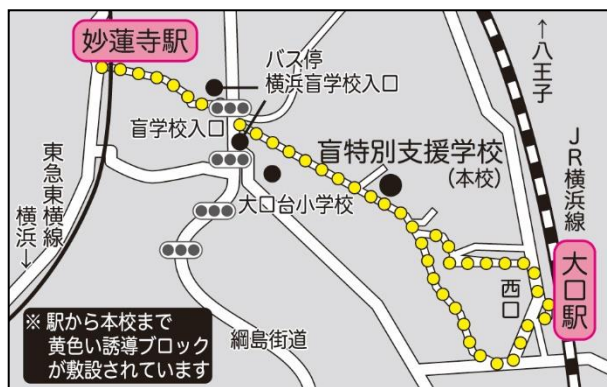 妙蓮寺駅
バス停
横浜盲学校入口
盲学校入口
盲特別支援学校
(本校)
大口台小学校
東急東横線
横浜↓
←八王子
JR横浜線
大口駅
西口
綱島街道
※ 駅から本校まで
黄色い誘導ブロック
が敷設されています